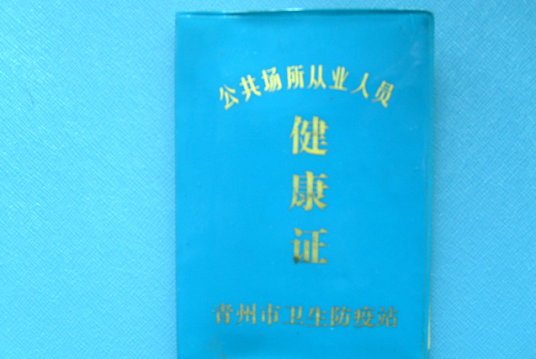 公共场所从业人员
健
康
证
青州市卫生防疫站